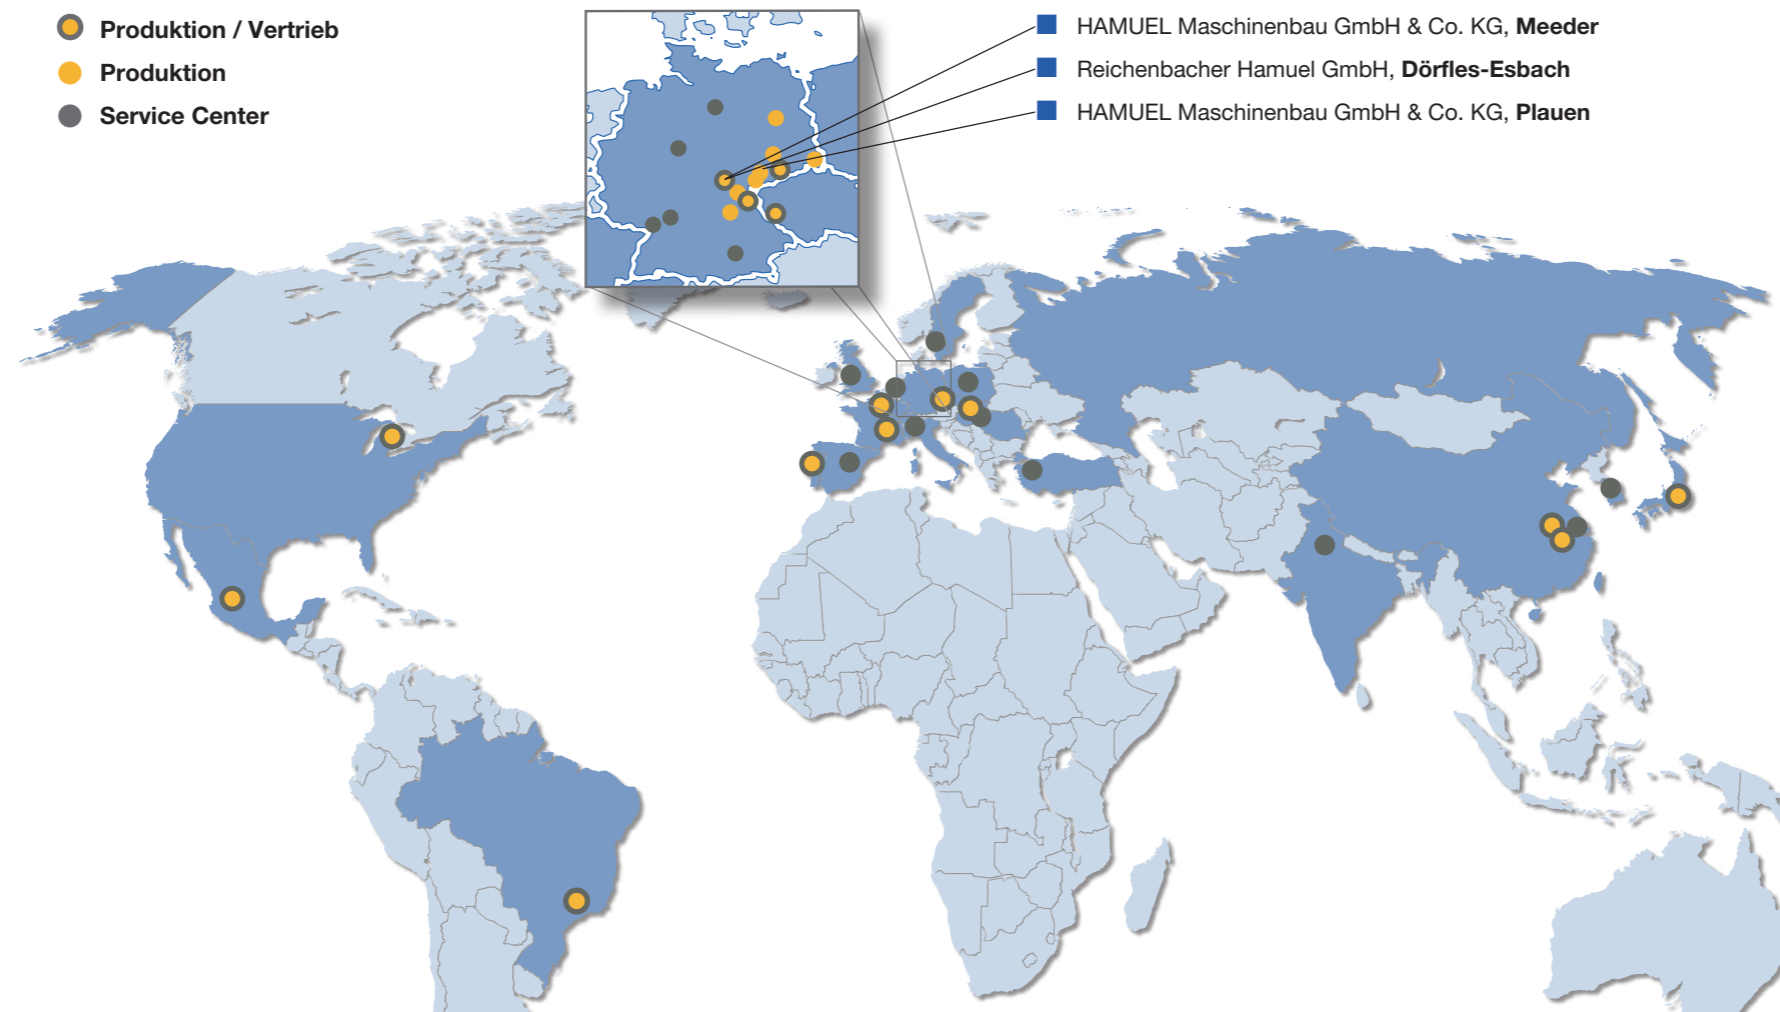 Produktion / Vertrieb
Produktion
Service Center
HAMUEL Maschinenbau GmbH & Co. KG, Meeder
Reichenbacher Hamuel GmbH, Dörfles-Esbach
HAMUEL Maschinenbau GmbH & Co. KG, Plauen